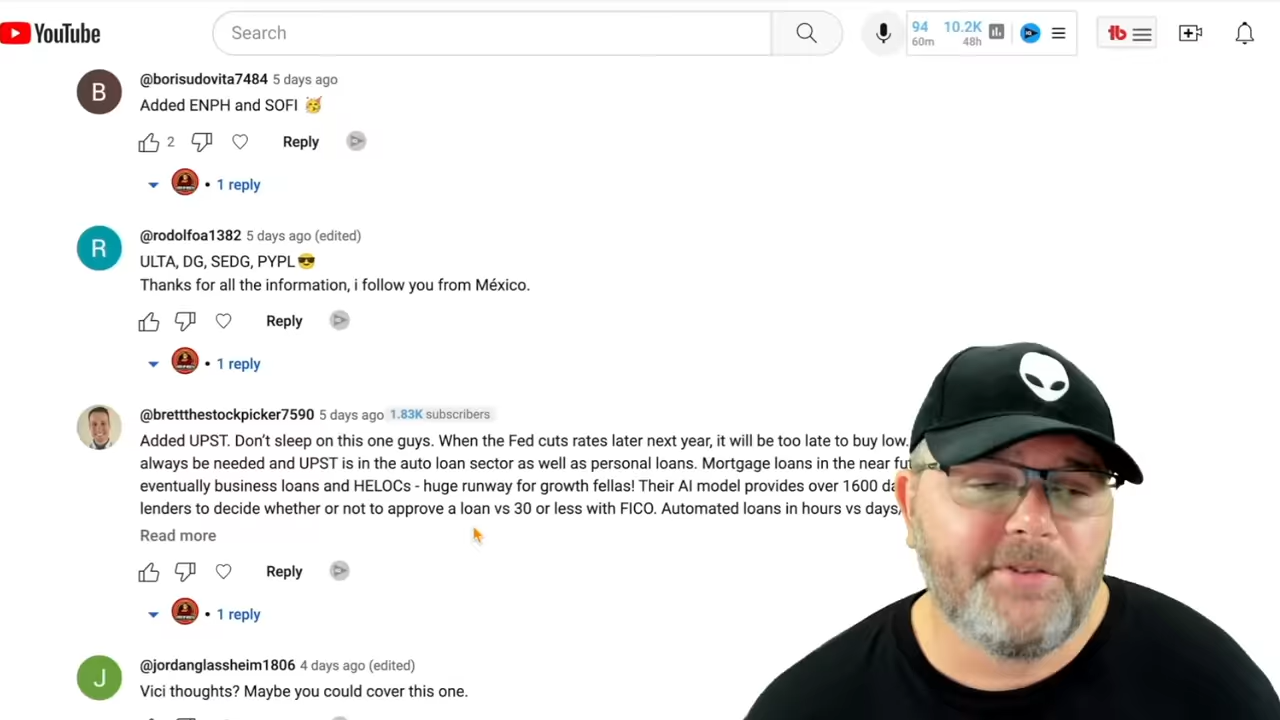 YouTube
Search
94 10.2K
60m 48h
@borisudovita7484 5 days ago
Added ENPH and SOFI 🥳
2 Reply
• 1 reply
@rodolfoa1382 5 days ago (edited)
ULTA, DG, SEDG, PYPL 😎
Thanks for all the information, i follow you from México.
Reply
• 1 reply
@brettthestockpicker7590 5 days ago 1.83K subscribers
Added UPST. Don’t sleep on this one guys. When the Fed cuts rates later next year, it will be too late to buy low.
always be needed and UPST is in the auto loan sector as well as personal loans. Mortgage loans in the near
eventually business loans and HELOCs - huge runway for growth fellas! Their AI model provides over 1600
lenders to decide whether or not to approve a loan vs 30 or less with FICO. Automated loans in hours vs days/
Read more
Reply
• 1 reply
J
@jordanglassheim1806 4 days ago (edited)
Vici thoughts? Maybe you could cover this one.